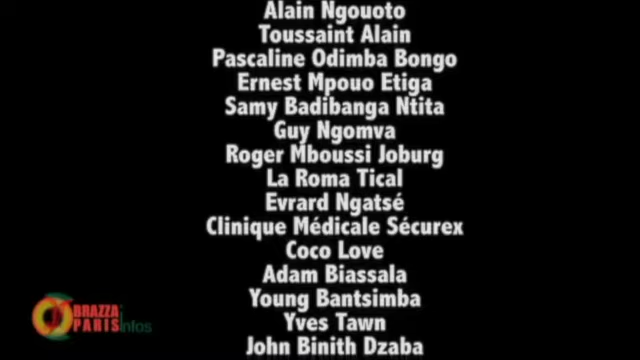 Alain Ngouoto
Toussaint Alain
Pascaline Odimba Bongo
Ernest Mpouo Etiga
Samy Badibanga Ntita
Guy Ngomva
Roger Mboussi Joburg
La Roma Tical
Evrard Ngatsé
Clinique Médicale Sécurex
Coco Love
Adam Biassala
Young Bantsimba
Yves Tawn
John Binith Dzaba
BRAZZA
PARIS infos